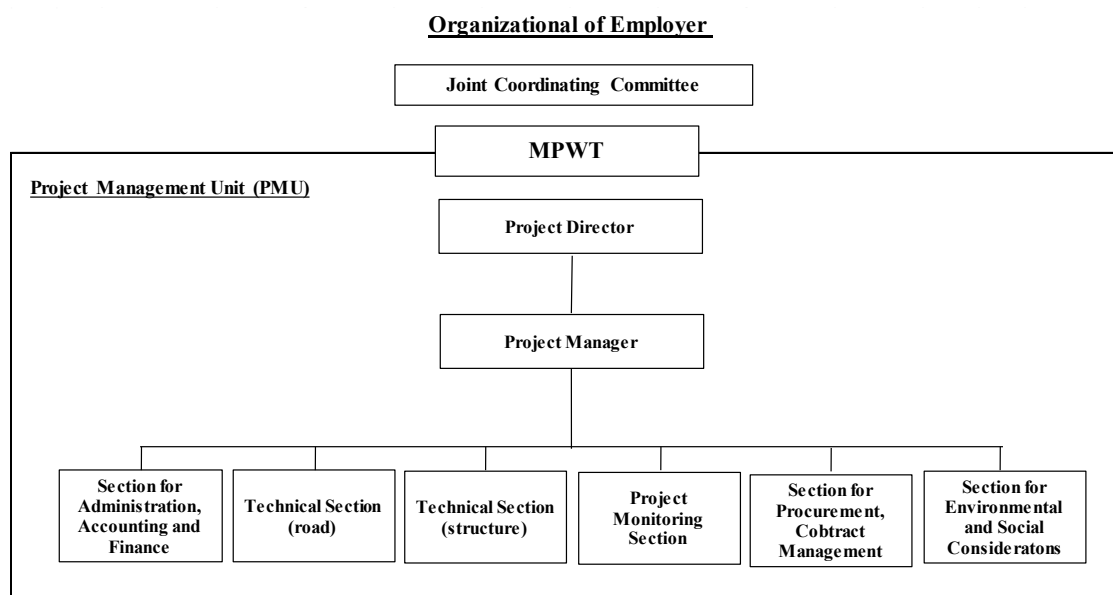 Organizational of Employer
Joint Coordinating Committee
MPWT
Project Management Unit (PMU)
Project Director
Project Manager
Section for
Administration,
Accounting and
Finance
Technical Section
(road)
Technical Section
(structure)
Project
Monitoring
Section
Section for
Procurement,
Cobtract
Management
Section for
Environmental
and Social
Consideratons